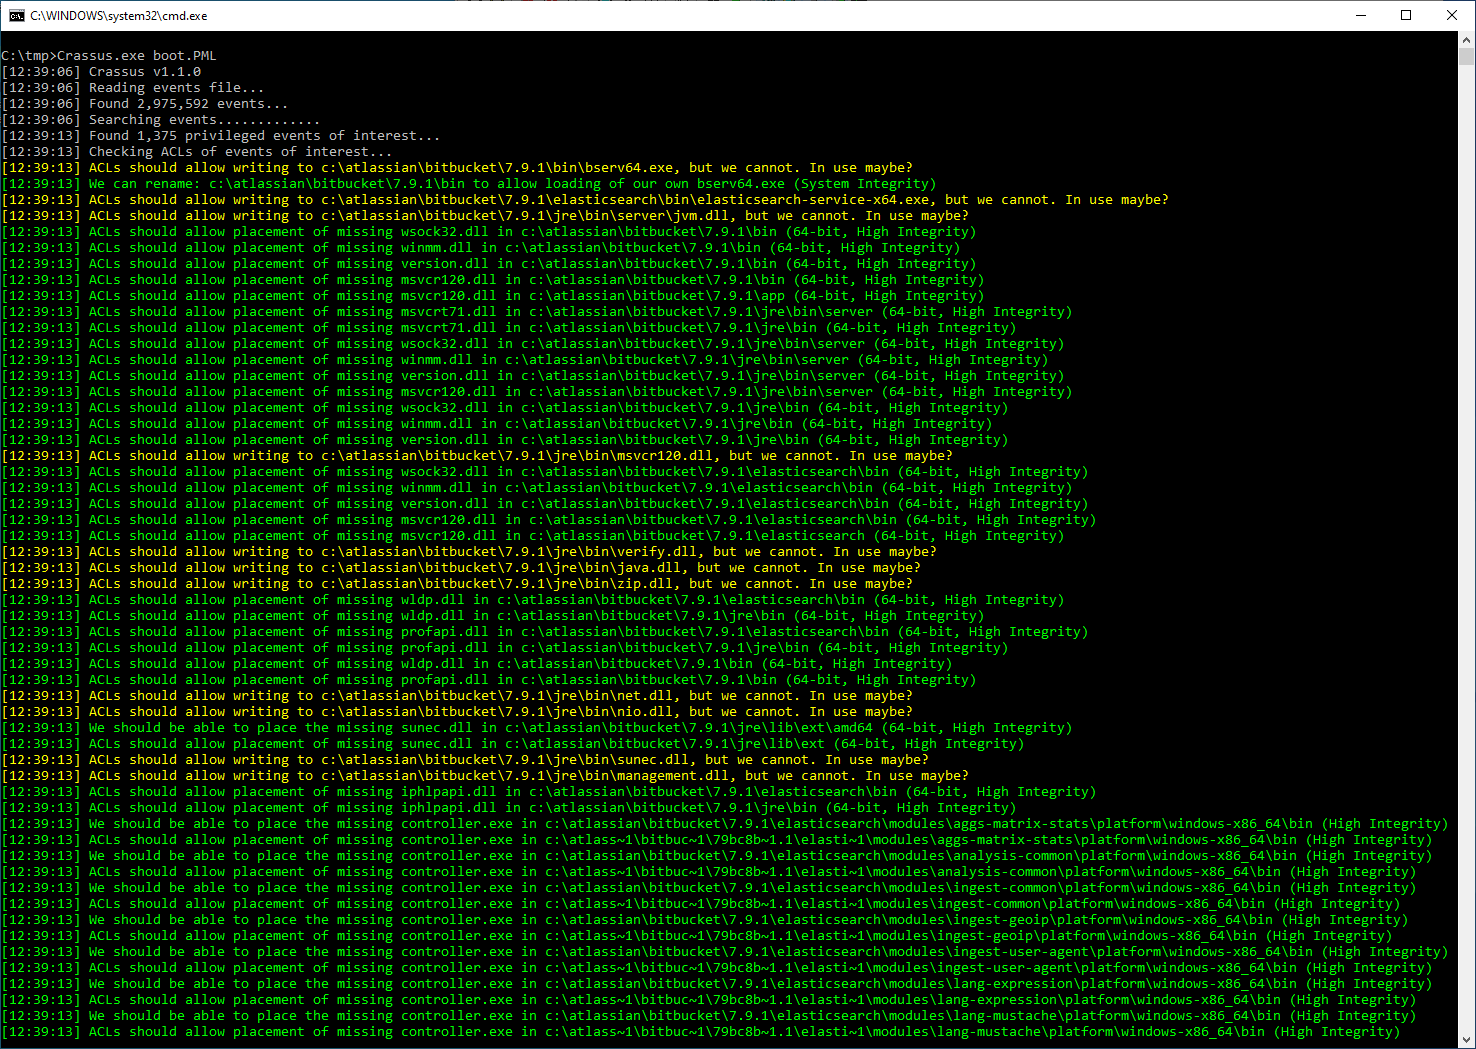 C:\WINDOWS\system32\cmd.exe
C:\tmp>Crassus.exe boot.PML
[12:39:06] Crassus v1.1.0
[12:39:06] Reading events file...
[12:39:06] Found 2,975,592 events...
[12:39:06] Searching events.............
[12:39:13] Found 1,375 privileged events of interest...
[12:39:13] Checking ACLs of events of interest...
[12:39:13] ACLs should allow writing to c:\atlassian\bitbucket\7.9.1\bin\bserv64.exe, but we cannot. In use maybe?
[12:39:13] We can rename: c:\atlassian\bitbucket\7.9.1\bin to allow loading of our own bserv64.exe (System Integrity)
[12:39:13] ACLs should allow writing to c:\atlassian\bitbucket\7.9.1\elasticsearch\bin\elasticsearch-service-x64.exe, but we cannot. In use maybe?
[12:39:13] ACLs should allow writing to c:\atlassian\bitbucket\7.9.1\jre\bin\server\jvm.dll, but we cannot. In use maybe?
[12:39:13] ACLs should allow placement of missing wsock32.dll in c:\atlassian\bitbucket\7.9.1\bin (64-bit, High Integrity)
[12:39:13] ACLs should allow placement of missing winmm.dll in c:\atlassian\bitbucket\7.9.1\bin (64-bit, High Integrity)
[12:39:13] ACLs should allow placement of missing version.dll in c:\atlassian\bitbucket\7.9.1\bin (64-bit, High Integrity)
[12:39:13] ACLs should allow placement of missing msvcr120.dll in c:\atlassian\bitbucket\7.9.1\bin (64-bit, High Integrity)
[12:39:13] ACLs should allow placement of missing msvcr120.dll in c:\atlassian\bitbucket\7.9.1\app (64-bit, High Integrity)
[12:39:13] ACLs should allow placement of missing msvcrt71.dll in c:\atlassian\bitbucket\7.9.1\jre\bin\server (64-bit, High Integrity)
[12:39:13] ACLs should allow placement of missing msvcrt71.dll in c:\atlassian\bitbucket\7.9.1\jre\bin (64-bit, High Integrity)
[12:39:13] ACLs should allow placement of missing wsock32.dll in c:\atlassian\bitbucket\7.9.1\jre\bin\server (64-bit, High Integrity)
[12:39:13] ACLs should allow placement of missing winmm.dll in c:\atlassian\bitbucket\7.9.1\jre\bin\server (64-bit, High Integrity)
[12:39:13] ACLs should allow placement of missing version.dll in c:\atlassian\bitbucket\7.9.1\jre\bin\server (64-bit, High Integrity)
[12:39:13] ACLs should allow placement of missing msvcr120.dll in c:\atlassian\bitbucket\7.9.1\jre\bin\server (64-bit, High Integrity)
[12:39:13] ACLs should allow placement of missing wsock32.dll in c:\atlassian\bitbucket\7.9.1\jre\bin (64-bit, High Integrity)
[12:39:13] ACLs should allow placement of missing winmm.dll in c:\atlassian\bitbucket\7.9.1\jre\bin (64-bit, High Integrity)
[12:39:13] ACLs should allow placement of missing version.dll in c:\atlassian\bitbucket\7.9.1\jre\bin (64-bit, High Integrity)
[12:39:13] ACLs should allow writing to c:\atlassian\bitbucket\7.9.1\jre\bin\msvcr120.dll, but we cannot. In use maybe?
[12:39:13] ACLs should allow placement of missing wsock32.dll in c:\atlassian\bitbucket\7.9.1\elasticsearch\bin (64-bit, High Integrity)
[12:39:13] ACLs should allow placement of missing winmm.dll in c:\atlassian\bitbucket\7.9.1\elasticsearch\bin (64-bit, High Integrity)
[12:39:13] ACLs should allow placement of missing version.dll in c:\atlassian\bitbucket\7.9.1\elasticsearch\bin (64-bit, High Integrity)
[12:39:13] ACLs should allow placement of missing msvcr120.dll in c:\atlassian\bitbucket\7.9.1\elasticsearch\bin (64-bit, High Integrity)
[12:39:13] ACLs should allow placement of missing msvcr120.dll in c:\atlassian\bitbucket\7.9.1\elasticsearch (64-bit, High Integrity)
[12:39:13] ACLs should allow writing to c:\atlassian\bitbucket\7.9.1\jre\bin\verify.dll, but we cannot. In use maybe?
[12:39:13] ACLs should allow writing to c:\atlassian\bitbucket\7.9.1\jre\bin\java.dll, but we cannot. In use maybe?
[12:39:13] ACLs should allow writing to c:\atlassian\bitbucket\7.9.1\jre\bin\zip.dll, but we cannot. In use maybe?
[12:39:13] ACLs should allow placement of missing wldp.dll in c:\atlassian\bitbucket\7.9.1\elasticsearch\bin (64-bit, High Integrity)
[12:39:13] ACLs should allow placement of missing wldp.dll in c:\atlassian\bitbucket\7.9.1\jre\bin (64-bit, High Integrity)
[12:39:13] ACLs should allow placement of missing profapi.dll in c:\atlassian\bitbucket\7.9.1\elasticsearch\bin (64-bit, High Integrity)
[12:39:13] ACLs should allow placement of missing profapi.dll in c:\atlassian\bitbucket\7.9.1\jre\bin (64-bit, High Integrity)
[12:39:13] ACLs should allow placement of missing wldp.dll in c:\atlassian\bitbucket\7.9.1\bin (64-bit, High Integrity)
[12:39:13] ACLs should allow placement of missing profapi.dll in c:\atlassian\bitbucket\7.9.1\bin (64-bit, High Integrity)
[12:39:13] ACLs should allow writing to c:\atlassian\bitbucket\7.9.1\jre\bin\net.dll, but we cannot. In use maybe?
[12:39:13] ACLs should allow writing to c:\atlassian\bitbucket\7.9.1\jre\bin\nio.dll, but we cannot. In use maybe?
[12:39:13] We should be able to place the missing sunec.dll in c:\atlassian\bitbucket\7.9.1\jre\lib\ext\amd64 (64-bit, High Integrity)
[12:39:13] ACLs should allow placement of missing sunec.dll in c:\atlassian\bitbucket\7.9.1\jre\lib\ext (64-bit, High Integrity)
[12:39:13] ACLs should allow writing to c:\atlassian\bitbucket\7.9.1\jre\bin\sunec.dll, but we cannot. In use maybe?
[12:39:13] ACLs should allow writing to c:\atlassian\bitbucket\7.9.1\jre\bin\management.dll, but we cannot. In use maybe?
[12:39:13] ACLs should allow placement of missing iphlpapi.dll in c:\atlassian\bitbucket\7.9.1\elasticsearch\bin (64-bit, High Integrity)
[12:39:13] ACLs should allow placement of missing iphlpapi.dll in c:\atlassian\bitbucket\7.9.1\jre\bin (64-bit, High Integrity)
[12:39:13] We should be able to place the missing controller.exe in c:\atlassian\bitbucket\7.9.1\elasticsearch\modules\aggs-matrix-stats\platform\windows-x86_64\bin (High Integrity)
[12:39:13] ACLs should allow placement of missing controller.exe in c:\atlass~1\bitbuc~1\79bc8b~1.1\elasti~1\modules\aggs-matrix-stats\platform\windows-x86_64\bin (High Integrity)
[12:39:13] We should be able to place the missing controller.exe in c:\atlassian\bitbucket\7.9.1\elasticsearch\modules\analysis-common\platform\windows-x86_64\bin (High Integrity)
[12:39:13] ACLs should allow placement of missing controller.exe in c:\atlass~1\bitbuc~1\79bc8b~1.1\elasti~1\modules\analysis-common\platform\windows-x86_64\bin (High Integrity)
[12:39:13] We should be able to place the missing controller.exe in c:\atlassian\bitbucket\7.9.1\elasticsearch\modules\ingest-common\platform\windows-x86_64\bin (High Integrity)
[12:39:13] ACLs should allow placement of missing controller.exe in c:\atlass~1\bitbuc~1\79bc8b~1.1\elasti~1\modules\ingest-common\platform\windows-x86_64\bin (High Integrity)
[12:39:13] We should be able to place the missing controller.exe in c:\atlassian\bitbucket\7.9.1\elasticsearch\modules\ingest-geoip\platform\windows-x86_64\bin (High Integrity)
[12:39:13] ACLs should allow placement of missing controller.exe in c:\atlass~1\bitbuc~1\79bc8b~1.1\elasti~1\modules\ingest-geoip\platform\windows-x86_64\bin (High Integrity)
[12:39:13] We should be able to place the missing controller.exe in c:\atlassian\bitbucket\7.9.1\elasticsearch\modules\ingest-user-agent\platform\windows-x86_64\bin (High Integrity)
[12:39:13] ACLs should allow placement of missing controller.exe in c:\atlass~1\bitbuc~1\79bc8b~1.1\elasti~1\modules\ingest-user-agent\platform\windows-x86_64\bin (High Integrity)
[12:39:13] We should be able to place the missing controller.exe in c:\atlassian\bitbucket\7.9.1\elasticsearch\modules\lang-expression\platform\windows-x86_64\bin (High Integrity)
[12:39:13] ACLs should allow placement of missing controller.exe in c:\atlass~1\bitbuc~1\79bc8b~1.1\elasti~1\modules\lang-expression\platform\windows-x86_64\bin (High Integrity)
[12:39:13] We should be able to place the missing controller.exe in c:\atlassian\bitbucket\7.9.1\elasticsearch\modules\lang-mustache\platform\windows-x86_64\bin (High Integrity)
[12:39:13] ACLs should allow placement of missing controller.exe in c:\atlass~1\bitbuc~1\79bc8b~1.1\elasti~1\modules\lang-mustache\platform\windows-x86_64\bin (High Integrity)